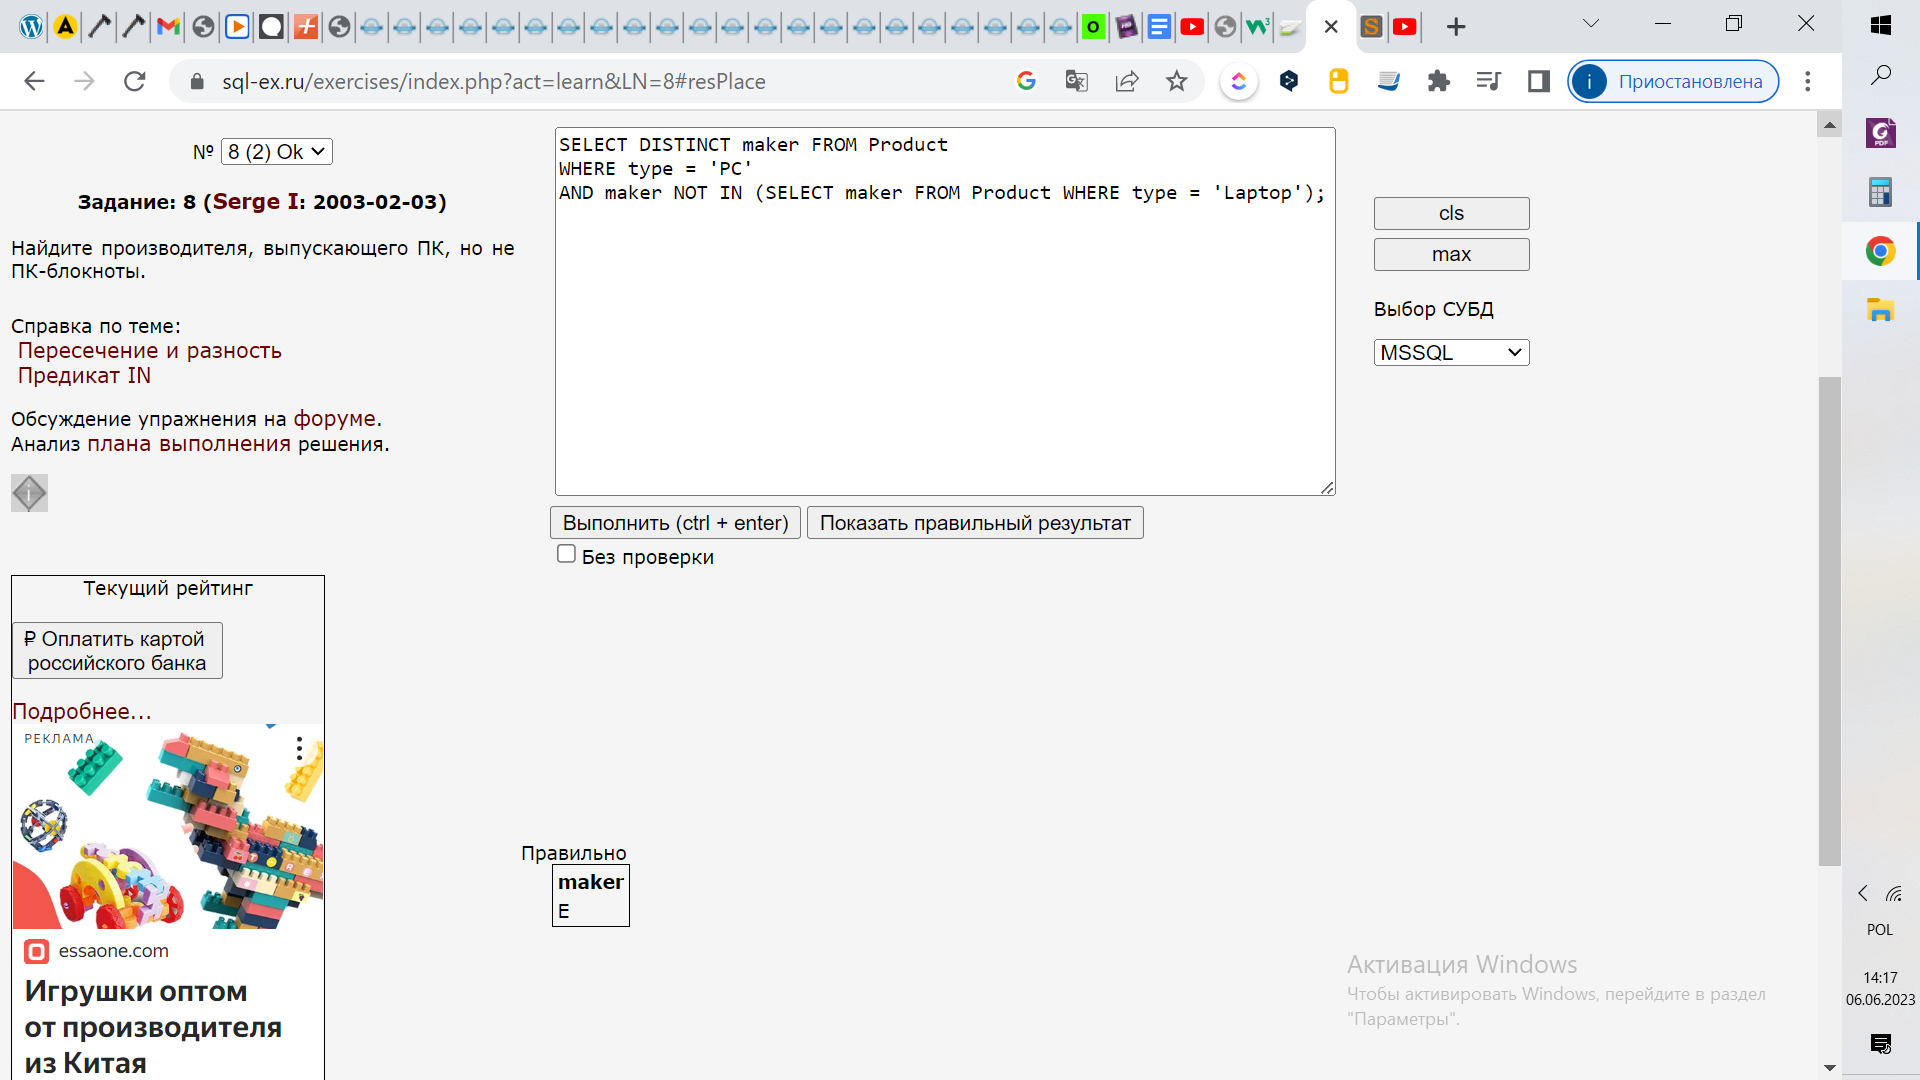 sql-ex.ru/exercises/index.php?act=learn&LN=8#resPlace
i Приостановлена
№ 8 (2) Ok
Задание: 8 (Serge I: 2003-02-03)
Найдите производителя, выпускающего ПК, но не
ПК-блокноты.
Справка по теме:
Пересечение и разность
Предикат IN
Обсуждение упражнения на форуме.
Анализ плана выполнения решения.
SELECT DISTINCT maker FROM Product
WHERE type = 'PC'
AND maker NOT IN (SELECT maker FROM Product WHERE type = 'Laptop');
cls
max
Выбор СУБД
MSSQL
Выполнить (ctrl + enter)
Показать правильный результат
Без проверки
Текущий рейтинг
₽ Оплатить картой
российского банка
Подробнее...
РЕКЛАМА
essaone.com
Игрушки оптом
от производителя
из Китая
Правильно
maker
E
Активация Windows
Чтобы активировать Windows, перейдите в раздел
"Параметры".
PDF
POL
14:17
06.06.2023